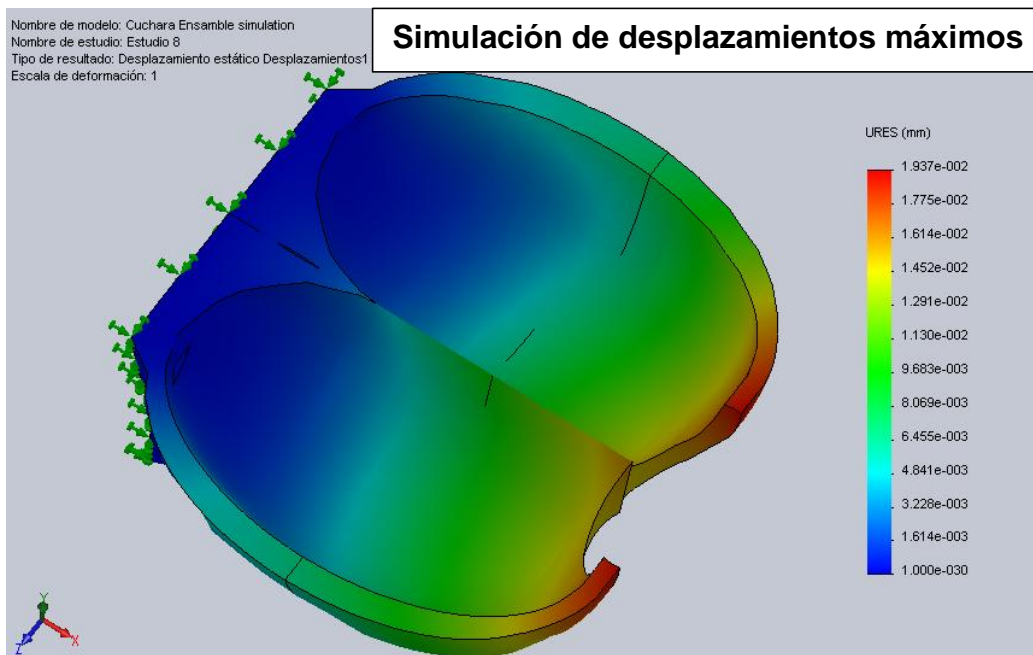 Nombre de modelo: Cuchara Ensamble simulation
Nombre de estudio: Estudio 8
Tipo de resultado: Desplazamiento estático Desplazamientos1
Escala de deformación: 1
Simulación de desplazamientos máximos
URES (mm)
1.937e-002
1.775e-002
1.614e-002
1.452e-002
1.291e-002
1.130e-002
9.683e-003
8.069e-003
6.455e-003
4.841e-003
3.228e-003
1.614e-003
1.000e-030
Y
Z
X